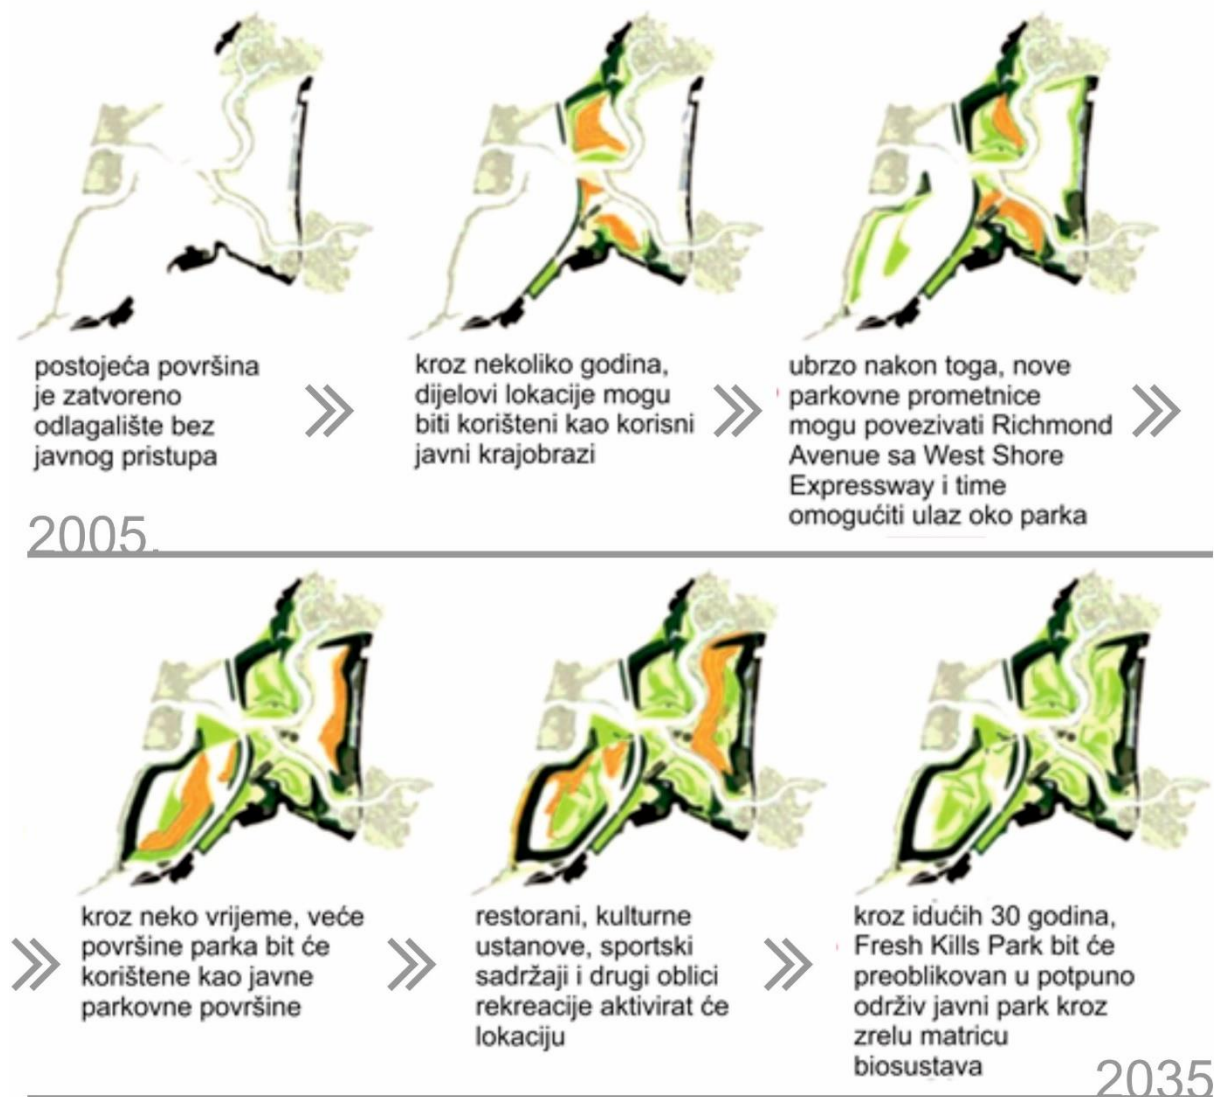 postojeća površina
je zatvoreno
odlagalište bez
javnog pristupa
kroz nekoliko godina,
dijelovi lokacije mogu
biti korišteni kao korisni
javni krajobrazi
ubrzo nakon toga, nove
parkovne prometnice
mogu povezivati Richmond
Avenue sa West Shore
Expressway i time
omogućiti ulaz oko parka
2005.
kroz neko vrijeme, veće
površine parka bit će
korištene kao javne
parkovne površine
restorani, kulturne
ustanove, sportski
sadržaji i drugi oblici
rekreacije aktivirat će
lokaciju
kroz idućih 30 godina,
Fresh Kills Park bit će
preoblikovan u potpuno
održiv javni park kroz
zrelu matricu
biosustava
2035